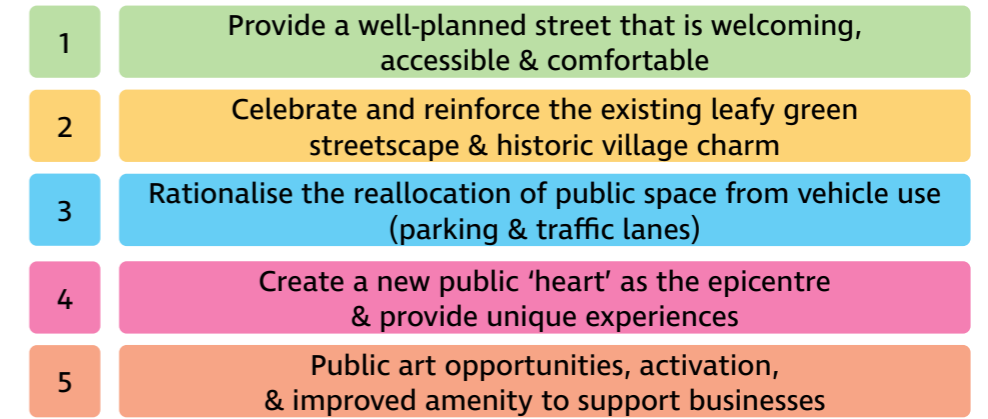 1
Provide a well-planned street that is welcoming,
accessible & comfortable
2
Celebrate and reinforce the existing leafy green
streetscape & historic village charm
3
Rationalise the reallocation of public space from vehicle use
(parking & traffic lanes)
4
Create a new public ‘heart’ as the epicentre
& provide unique experiences
5
Public art opportunities, activation,
& improved amenity to support businesses